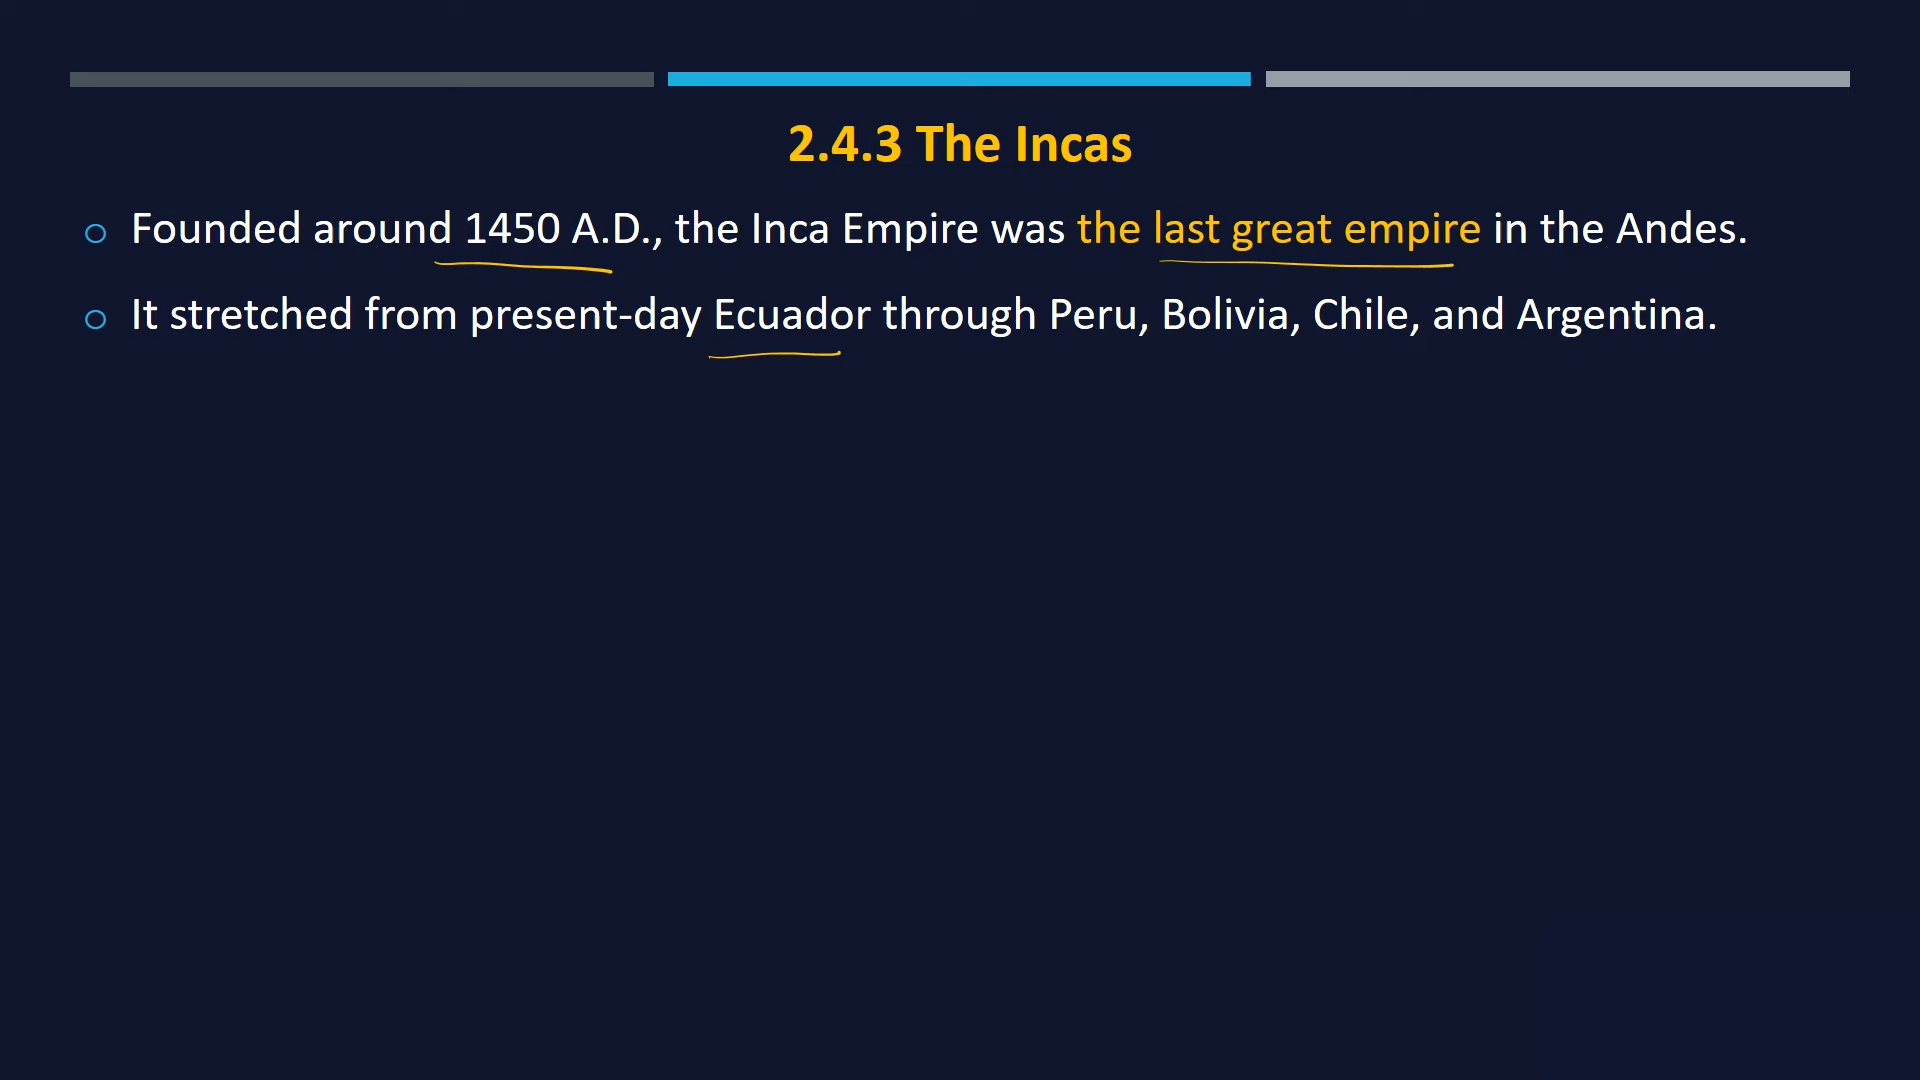 2.4.3 The Incas
Founded around 1450 A.D., the Inca Empire was the last great empire in the Andes.
It stretched from present-day Ecuador through Peru, Bolivia, Chile, and Argentina.